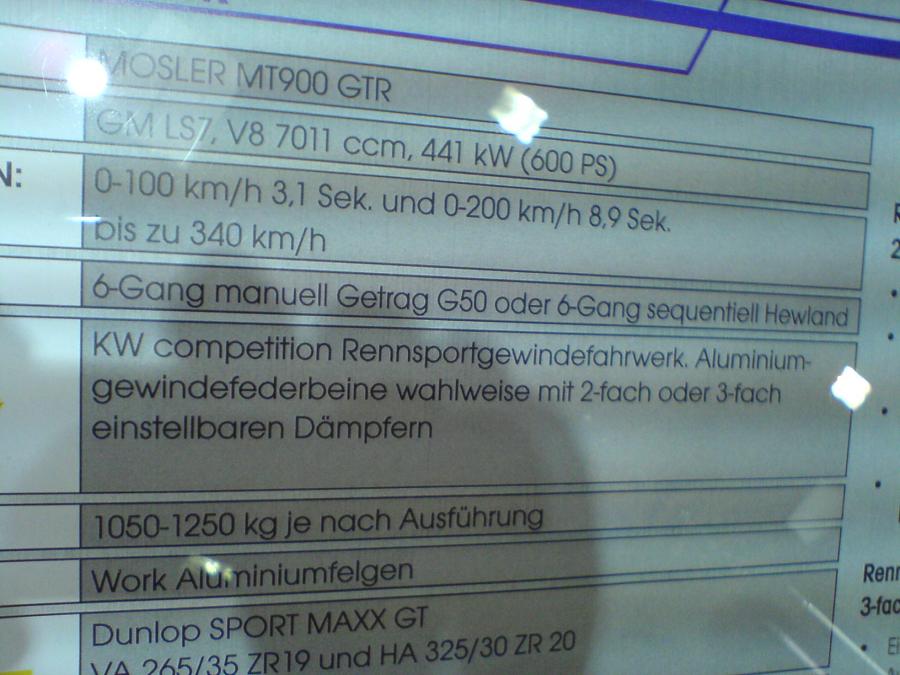 MOSLER MT900 GTR
GM LS7, V8 7011 ccm, 441 kW (600 PS)
N:
0-100 km/h 3,1 Sek. und 0-200 km/h 8,9 Sek.
bis zu 340 km/h
6-Gang manuell Getrag G50 oder 6-Gang sequentiell Hewland
KW competition Rennsportgewindefahrwerk. Aluminium-
gewindefederbeine wahlweise mit 2-fach oder 3-fach
einstellbaren Dämpfern
1050-1250 kg je nach Ausführung
Work Aluminiumfelgen
Dunlop SPORT MAXX GT
VA 265/35 ZR19 und HA 325/30 ZR 20
Renn
3-fac